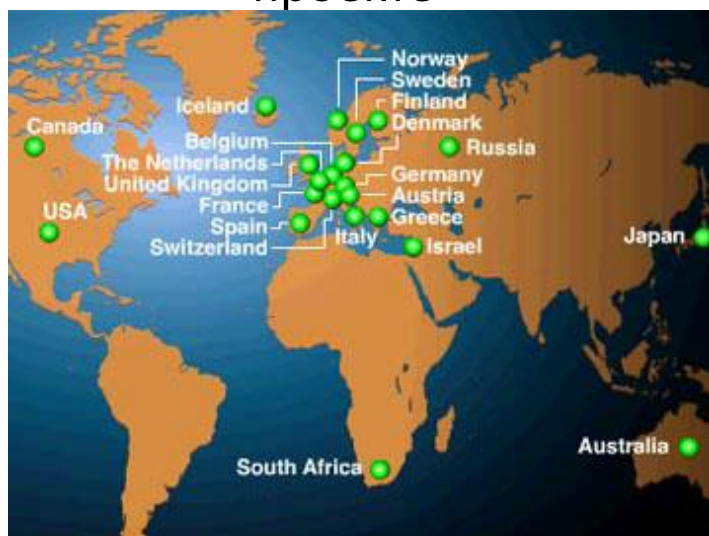 Norway
Sweden
Iceland
Finland
Canada
Denmark
Belgium
Russia
The Netherlands
United Kingdom
Germany
Austria
France
USA
Greece
Spain
Italy
Japan
Switzerland
Israel
Australia
South Africa